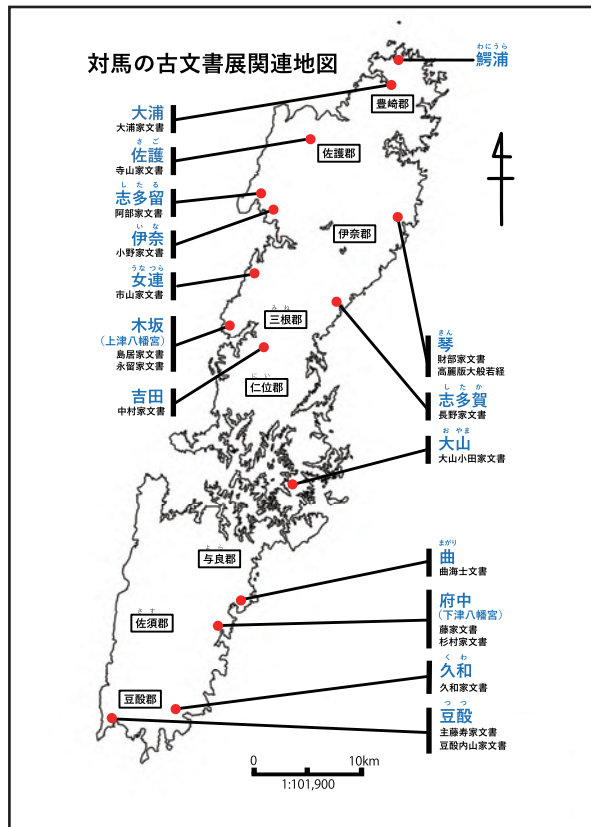 対馬の古文書展関連地図
わにうら
鰐浦
大浦
大浦家文書
さご
佐護
寺山家文書
したる
志多留
阿部家文書
いな
伊奈
小野家文書
うなつら
女連
市山家文書
木坂
(上津八幡宮)
島居家文書
永留家文書
吉田
中村家文書
豊崎郡
佐護郡
伊奈郡
みね
三根郡
にい
仁位郡
よら
与良郡
さす
佐須郡
豆酘郡
きん
琴
財部家文書
高麗版大般若経
したか
志多賀
長野家文書
おやま
大山
大山小田家文書
まがり
曲
曲海士文書
府中
(下津八幡宮)
藤家文書
杉村家文書
くわ
久和
久和家文書
つつ
豆酘
主藤寿家文書
豆酘内山家文書
0 10km
1:101,900